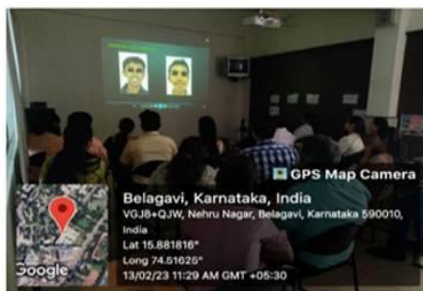 GPS Map Camera
Belagavi, Karnataka, India
VGJ8+QJW, Nehru Nagar, Belagavi, Karnataka 590010,
India
Lat 15.881816°
Long 74.51625°
13/02/23 11:29 AM GMT +05:30
Google